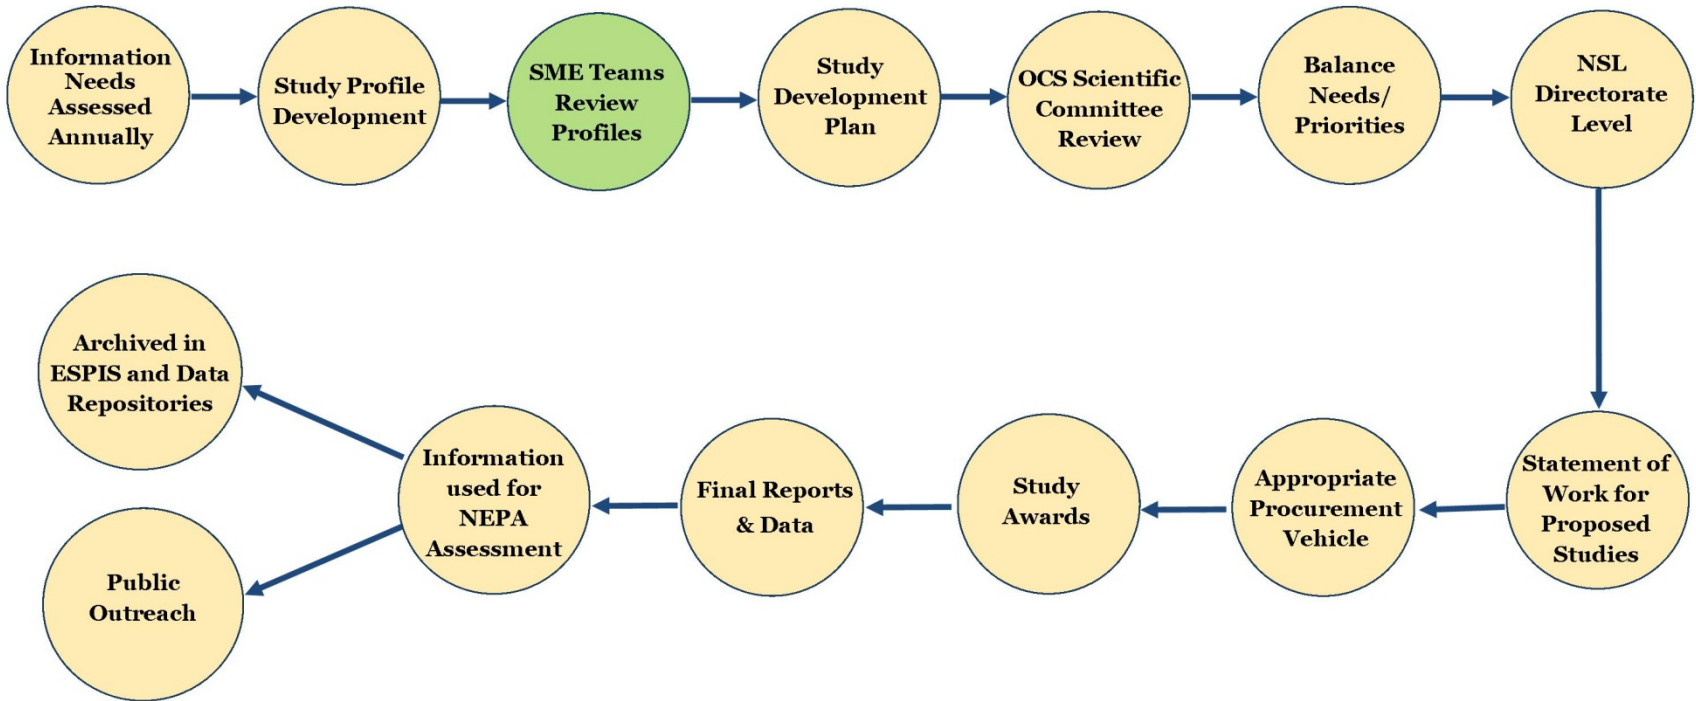 Information
Needs
Assessed
Annually
Study Profile
Development
SME Teams
Review
Profiles
Study
Development
Plan
OCS Scientific
Committee
Review
Balance
Needs/
Priorities
NSL
Directorate
Level
Statement of
Work for
Proposed
Studies
Appropriate
Procurement
Vehicle
Study
Awards
Final Reports
& Data
Information
used for
NEPA
Assessment
Archived in
ESPIS and Data
Repositories
Public
Outreach